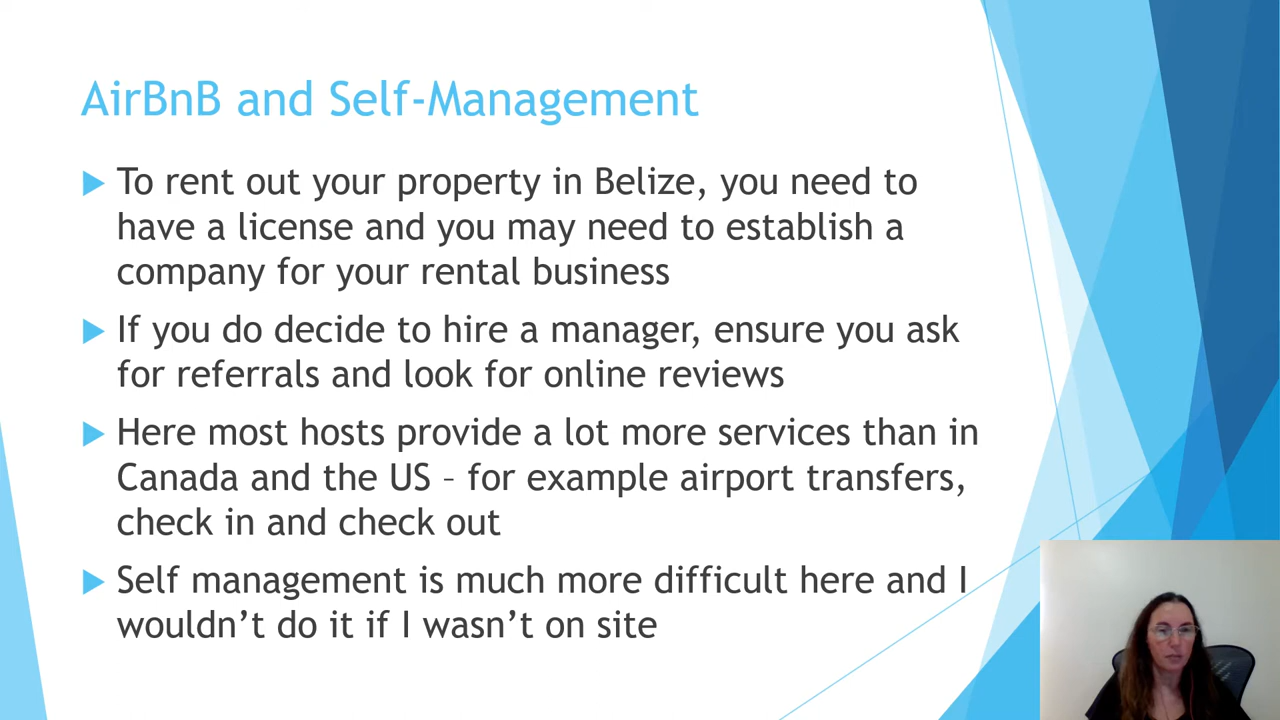 AirBnB and Self-Management
To rent out your property in Belize, you need to
have a license and you may need to establish a
company for your rental business
If you do decide to hire a manager, ensure you ask
for referrals and look for online reviews
Here most hosts provide a lot more services than in
Canada and the US – for example airport transfers,
check in and check out
Self management is much more difficult here and I
wouldn’t do it if I wasn’t on site